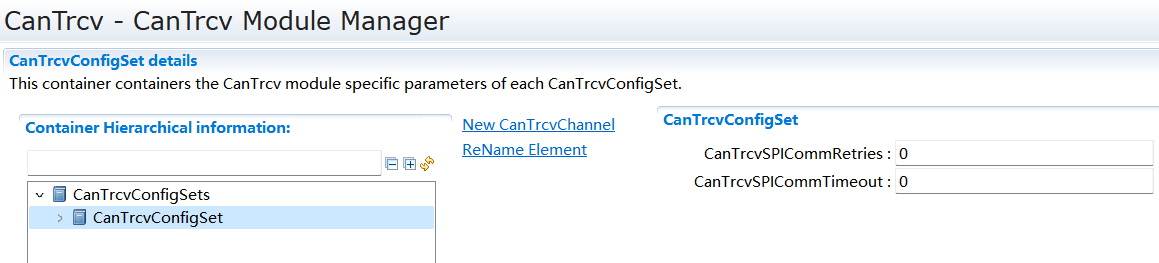 CanTrcv - CanTrcv Module Manager
CanTrcvConfigSet details
This container containers the CanTrcv module specific parameters of each CanTrcvConfigSet.
Container Hierarchical information:
CanTrcvConfigSets
CanTrcvConfigSet
New CanTrcvChannel
ReName Element
CanTrcvConfigSet
CanTrcvSPICommRetries : 0
CanTrcvSPICommTimeout : 0